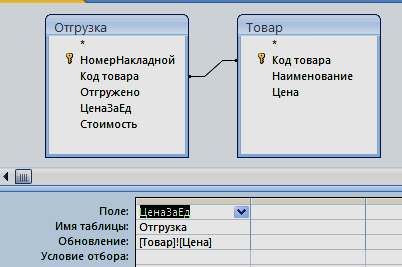 Отгрузка
*
НомерНакладной
Код товара
Отгружено
ЦенаЗаЕд
Стоимость
Товар
*
Код товара
Наименование
Цена
Поле: ЦенаЗаЕд
Имя таблицы: Отгрузка
Обновление: [Товар]![Цена]
Условие отбора: